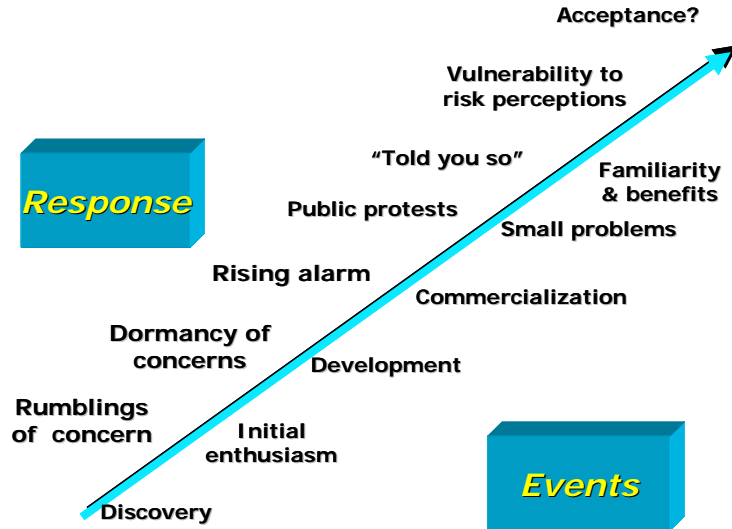 Acceptance?
Vulnerability to
risk perceptions
“Told you so”
Familiarity
& benefits
Response
Public protests
Small problems
Rising alarm
Commercialization
Dormancy of
concerns
Development
Rumblings
of concern
Initial
enthusiasm
Events
Discovery